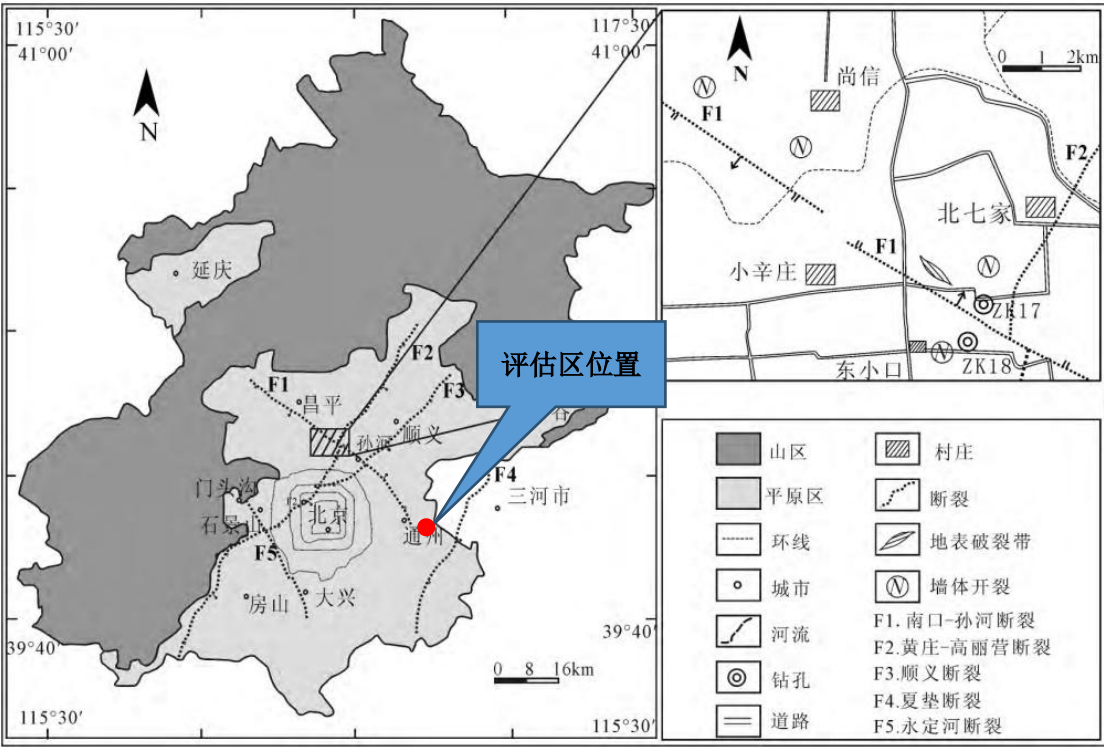 115°30′
41°00′
117°30′
41°00′
N
延庆
F2
F1
F3
昌平
孙河
顺义
谷
评估区位置
F4
三河市
门头沟
石景山
北京
通州
F5
房山
大兴
39°40′
39°40′
0 8 16km
115°30′
115°30′
N
0 1 2km
尚信
N
F1
N
F2
北七家
F1
小辛庄
N
ZK17
N
东小口
ZK18
山区
村庄
平原区
断裂
环线
地表破裂带
城市
N
墙体开裂
河流
F1.南口-孙河断裂
F2.黄庄-高丽营断裂
钻孔
F3.顺义断裂
F4.夏垫断裂
道路
F5.永定河断裂